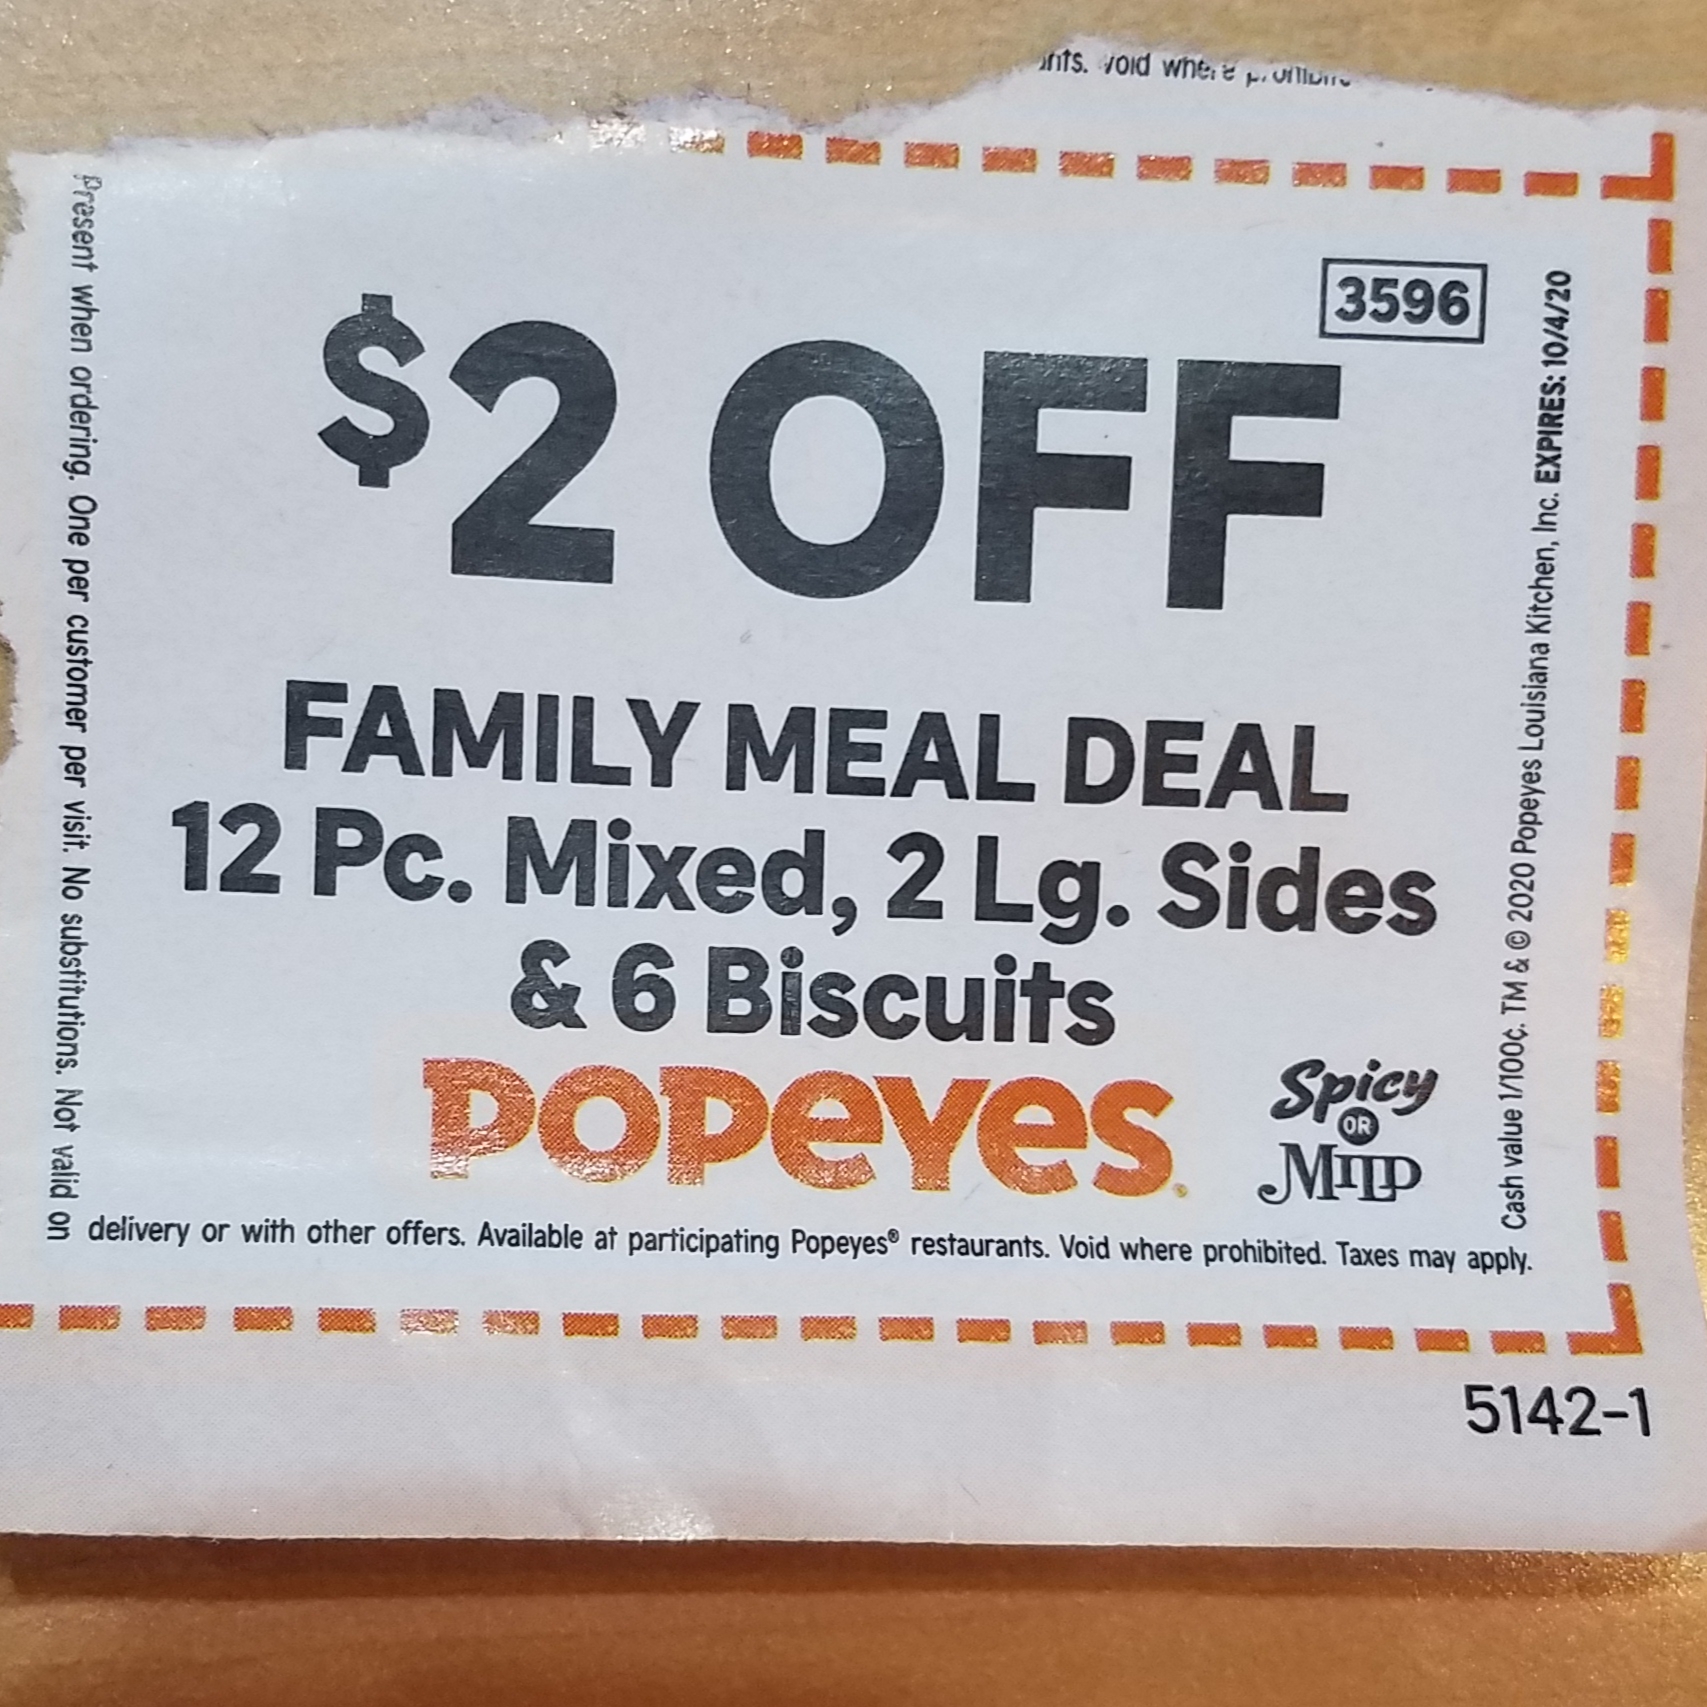 Void where
3596
$2 OFF
FAMILY MEAL DEAL
12 Pc. Mixed, 2 Lg. Sides
& 6 Biscuits
POPEYES®
Spicy
OR
MILD
Present when ordering. One per customer per visit. No substitutions. Not valid on
delivery or with other offers. Available at participating Popeyes® restaurants. Void where prohibited. Taxes may apply.
Cash value 1/100¢. TM & © 2020 Popeyes Louisiana Kitchen, Inc. EXPIRES: 10/4/20
5142-1